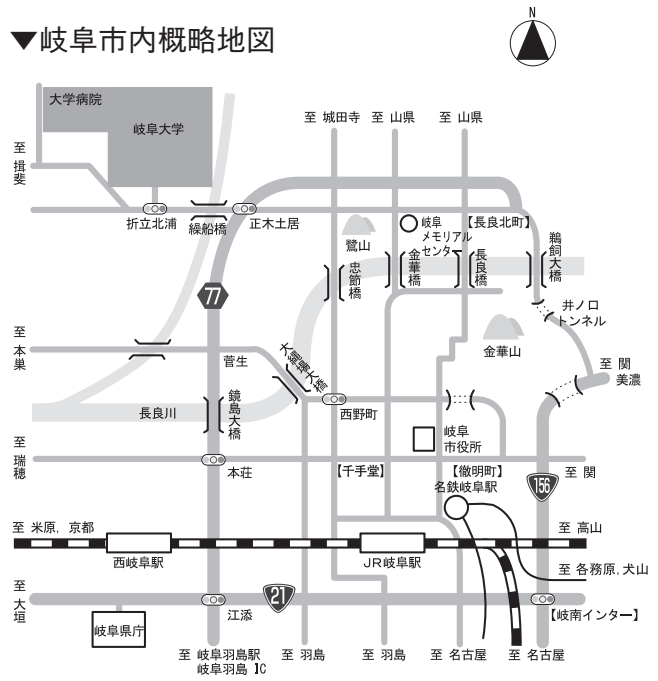 ▼岐阜市内概略地図
N
大学病院
岐阜大学
至 城田寺
至 山県
至 山県
至 揖斐
折立北浦
繰船橋
正木土居
鷺山
岐阜
メモリアル
センター
【長良北町】
忠節橋
金華橋
長良橋
鵜飼大橋
77
井ノ口
トンネル
至 本巣
菅生
大縄場大橋
金華山
至 関
美濃
長良川
鏡島大橋
西野町
岐阜
市役所
至 瑞穂
本荘
【千手堂】
【徹明町】
至 関
名鉄岐阜駅
156
至 米原，京都
至 高山
西岐阜駅
JR岐阜駅
至 各務原，犬山
至 大垣
21
江添
【岐南インター】
岐阜県庁
至 岐阜羽島駅
岐阜羽島 IC
至 羽島
至 羽島
至 名古屋
至 名古屋